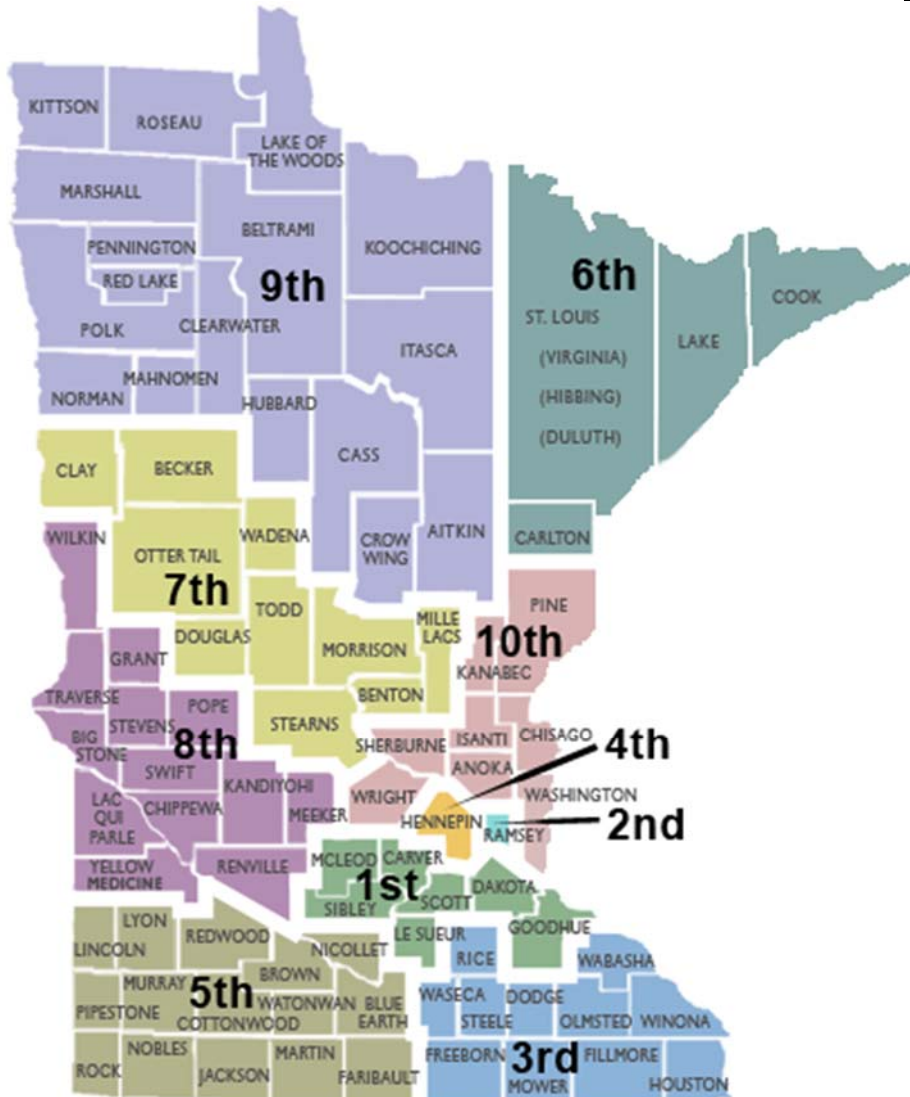 KITTSON
ROSEAU
LAKE OF
THE WOODS
MARSHALL
BELTRAMI
KOOCHICHING
PENNINGTON
RED LAKE
9th
6th
COOK
POLK
CLEARWATER
ST. LOUIS
LAKE
ITASCA
(VIRGINIA)
MAHNOMEN
NORMAN
HUBBARD
(HIBBING)
(DULUTH)
CLAY
BECKER
CASS
WILKIN
WADENA
CROW
WING
AITKIN
CARLTON
OTTER TAIL
7th
TODD
MILLE
LACS
PINE
DOUGLAS
MORRISON
10th
GRANT
KANABEC
TRAVERSE
BENTON
POPE
STEVENS
STEARNS
BIG
STONE
8th
SHERBURNE
ISANTI
CHISAGO
4th
SWIFT
ANOKA
KANDIYOHI
WRIGHT
WASHINGTON
LAC
QUI
PARLE
CHIPPEWA
MEEKER
HENNEPIN
RAMSEY
2nd
YELLOW
MEDICINE
RENVILLE
MCLEOD
CARVER
1st
DAKOTA
SIBLEY
SCOTT
LYON
LINCOLN
REDWOOD
NICOLLET
LE SUEUR
GOODHUE
RICE
WABASHA
MURRAY
5th
BROWN
PIPESTONE
WATONWAN
BLUE
EARTH
COTTONWOOD
WASECA
DODGE
STEELE
OLMSTED
WINONA
NOBLES
MARTIN
FREEBORN
3rd
FILLMORE
ROCK
JACKSON
FARIBAULT
MOWER
HOUSTON